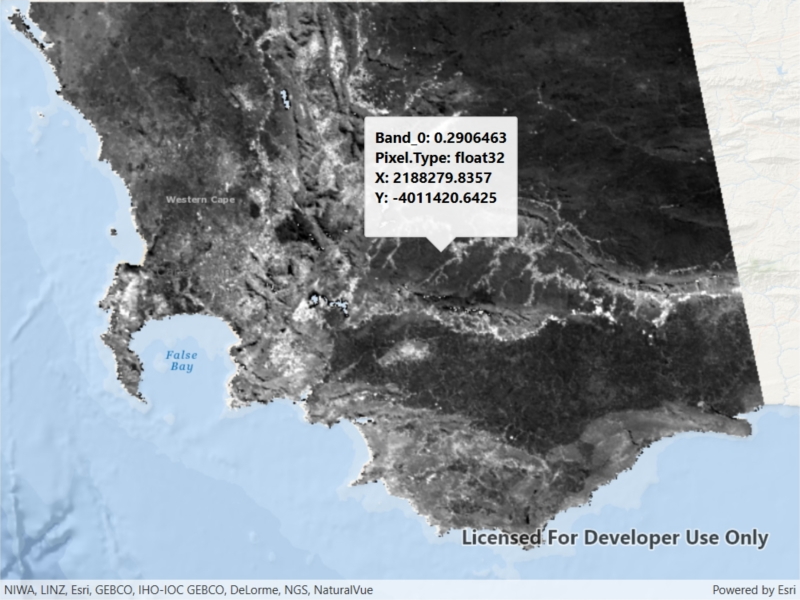 Band_0: 0.2906463
Pixel.Type: float32
X: 2188279.8357
Y: -4011420.6425
Western Cape
False
Bay
Licensed For Developer Use Only
NIWA, LINZ, Esri, GEBCO, IHO-IOC GEBCO, DeLorme, NGS, NaturalVue
Powered by Esri